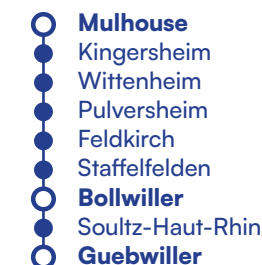 Mulhouse
Kingersheim
Wittenheim
Pulversheim
Feldkirch
Staffelfelden
Bollwiller
Soultz-Haut-Rhin
Guebwiller